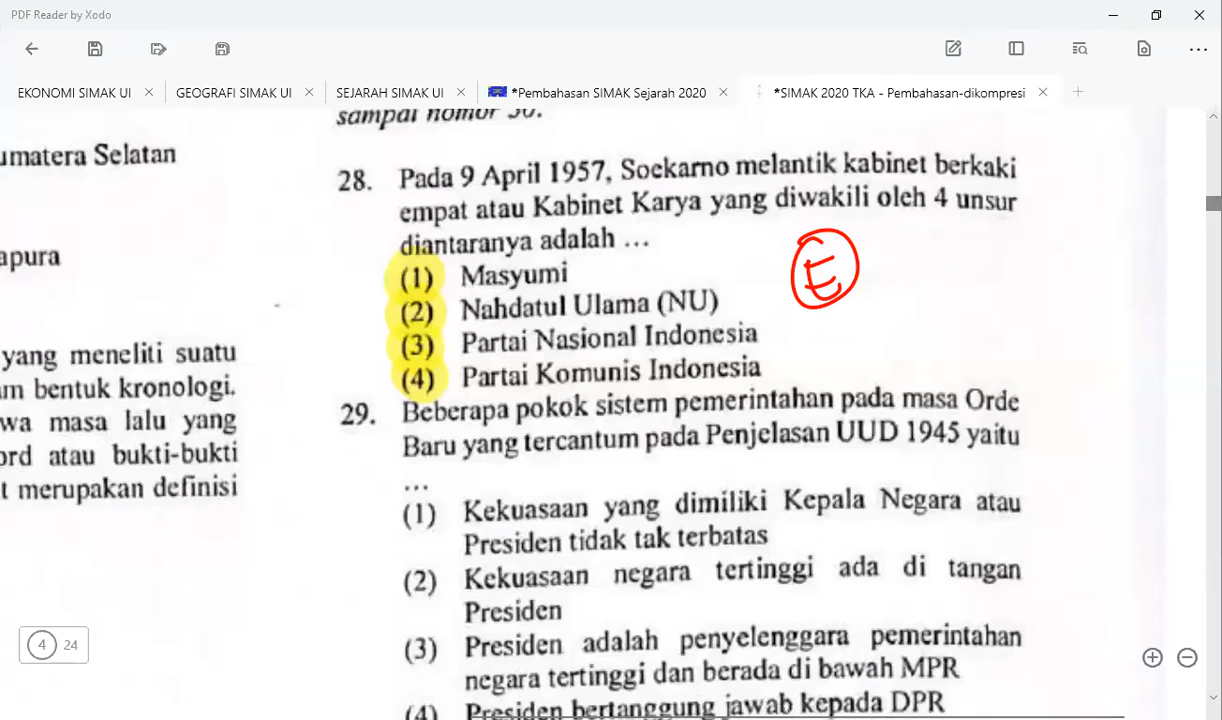 PDF Reader by Xodo
EKONOMI SIMAK UI
GEOGRAFI SIMAK UI
SEJARAH SIMAK UI
*Pembahasan SIMAK Sejarah 2020
*SIMAK 2020 TKA - Pembahasan-dikompresi
sampai nomor 30.
umatera Selatan
apura
yang meneliti suatu
m bentuk kronologi.
wa masa lalu yang
ord atau bukti-bukti
t merupakan definisi
28. Pada 9 April 1957, Soekarno melantik kabinet berkaki
empat atau Kabinet Karya yang diwakili oleh 4 unsur
diantaranya adalah ...
(1) Masyumi
(2) Nahdatul Ulama (NU)
(3) Partai Nasional Indonesia
(4) Partai Komunis Indonesia
E
29. Beberapa pokok sistem pemerintahan pada masa Orde
Baru yang tercantum pada Penjelasan UUD 1945 yaitu
...
(1) Kekuasaan yang dimiliki Kepala Negara atau
Presiden tidak tak terbatas
(2) Kekuasaan negara tertinggi ada di tangan
Presiden
(3) Presiden adalah penyelenggara pemerintahan
negara tertinggi dan berada di bawah MPR
(4) Presiden bertanggung jawab kepada DPR
4 24